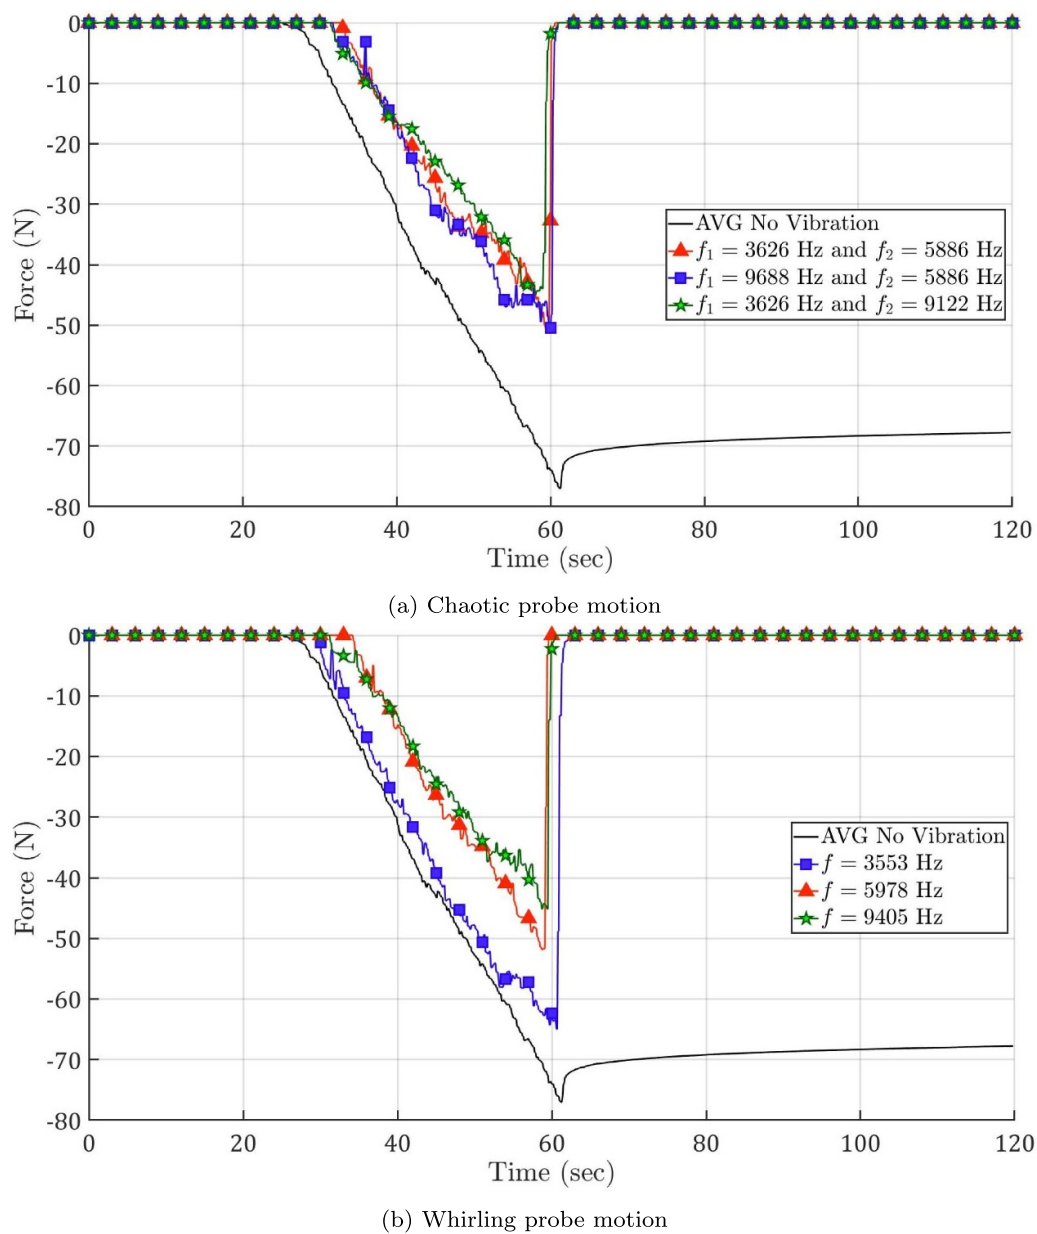 0
-10
-20
-30
-40
-50
-60
-70
-80
Force (N)
AVG No Vibration
f₁ = 3626 Hz and f₂ = 5886 Hz
f₁ = 9688 Hz and f₂ = 5886 Hz
f₁ = 3626 Hz and f₂ = 9122 Hz
0 20 40 60 80 100 120
Time (sec)
(a) Chaotic probe motion
0
-10
-20
-30
-40
-50
-60
-70
-80
Force (N)
AVG No Vibration
f = 3553 Hz
f = 5978 Hz
f = 9405 Hz
0 20 40 60 80 100 120
Time (sec)
(b) Whirling probe motion